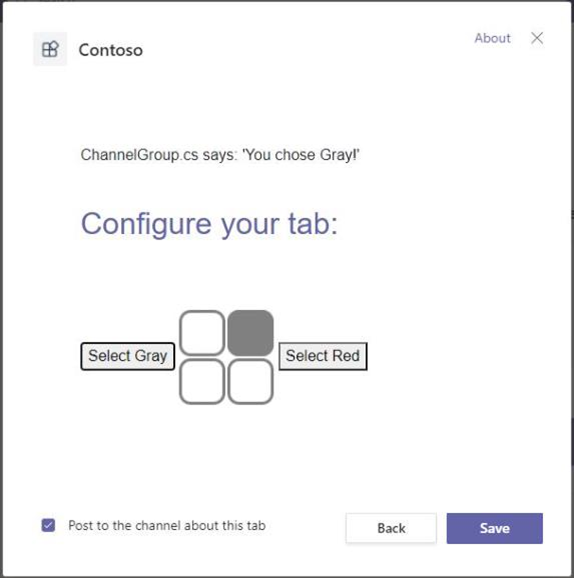 About
Contoso
ChannelGroup.cs says: 'You chose Gray!'
Configure your tab:
Select Gray
Select Red
Post to the channel about this tab
Back
Save